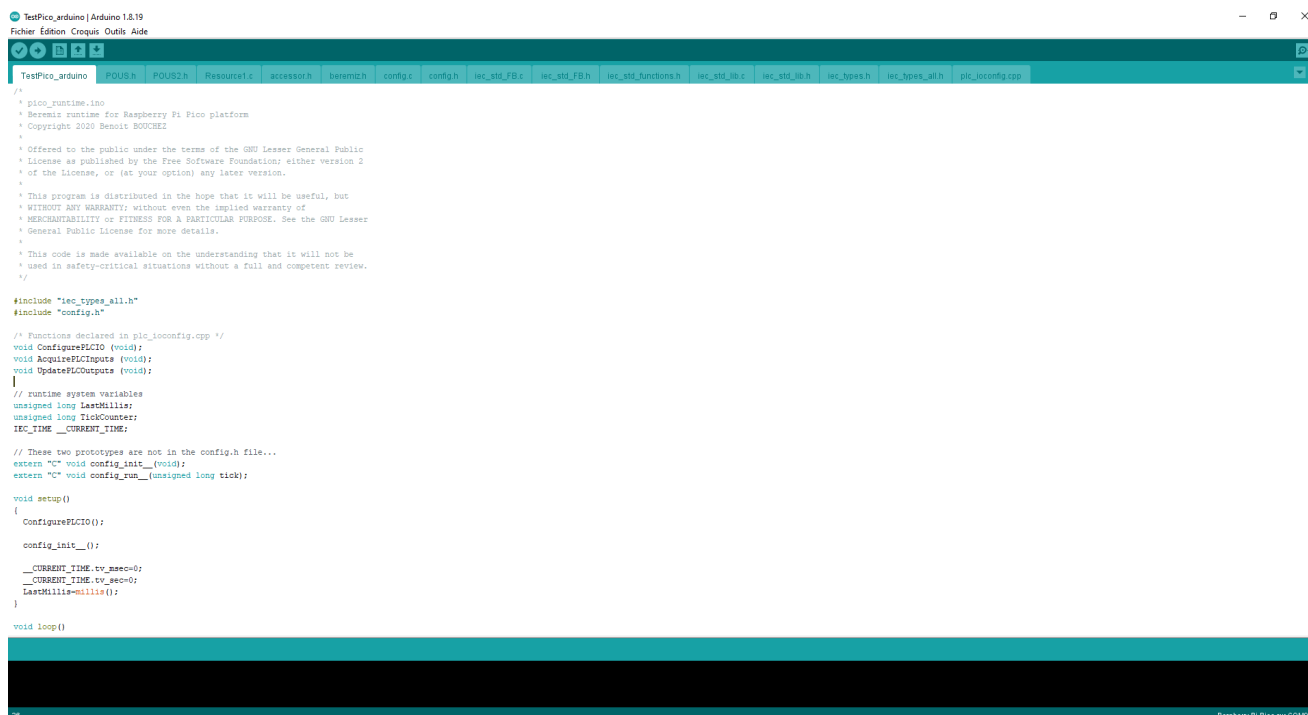 TestPico_arduino | Arduino 1.8.19
Fichier Édition Croquis Outils Aide
TestPico_arduino POUS.h POUS2.h Resource1.c accessor.h beremiz.h config.c config.h iec_std_FB.c iec_std_FB.h iec_std_functions.h iec_std_lib.c iec_std_lib.h iec_types.h iec_types_all.h plc_ioconfig.cpp
/*
* pico_runtime.ino
* Beremiz runtime for Raspberry Pi Pico platform
* Copyright 2020 Benoit BOUCHEZ
*
* Offered to the public under the terms of the GNU Lesser General Public
* License as published by the Free Software Foundation; either version 2
* of the License, or (at your option) any later version.
*
* This program is distributed in the hope that it will be useful, but
* WITHOUT ANY WARRANTY; without even the implied warranty of
* MERCHANTABILITY or FITNESS FOR A PARTICULAR PURPOSE. See the GNU Lesser
* General Public License for more details.
*
* This code is made available on the understanding that it will not be
* used in safety-critical situations without a full and competent review.
*/
#include "iec_types_all.h"
#include "config.h"
/* Functions declared in plc_ioconfig.cpp */
void ConfigurePLCIO (void);
void AcquirePLCInputs (void);
void UpdatePLCOutputs (void);
// runtime system variables
unsigned long LastMillis;
unsigned long TickCounter;
IEC_TIME __CURRENT_TIME;
// These two prototypes are not in the config.h file...
extern "C" void config_init__(void);
extern "C" void config_run__(unsigned long tick);
void setup()
{
ConfigurePLCIO();
config_init__();
__CURRENT_TIME.tv_msec=0;
__CURRENT_TIME.tv_sec=0;
LastMillis=millis();
}
void loop()